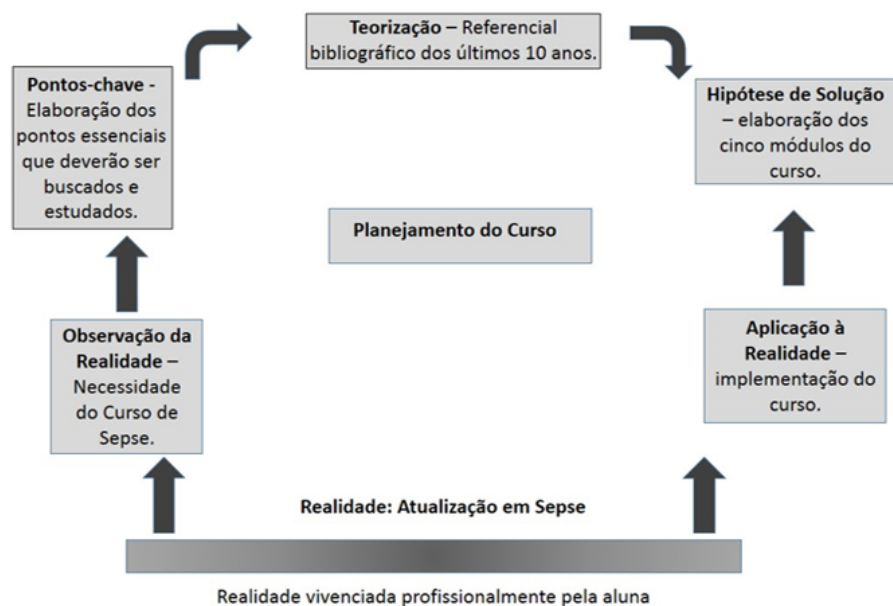 Teorização – Referencial
bibliográfico dos últimos 10 anos.
Pontos-chave -
Elaboração dos
pontos essenciais
que deverão ser
buscados e
estudados.
Hipótese de Solução
– elaboração dos
cinco módulos do
curso.
Planejamento do Curso
Observação da
Realidade –
Necessidade
do Curso de
Sepse.
Aplicação à
Realidade –
implementação do
curso.
Realidade: Atualização em Sepse
Realidade vivenciada profissionalmente pela aluna